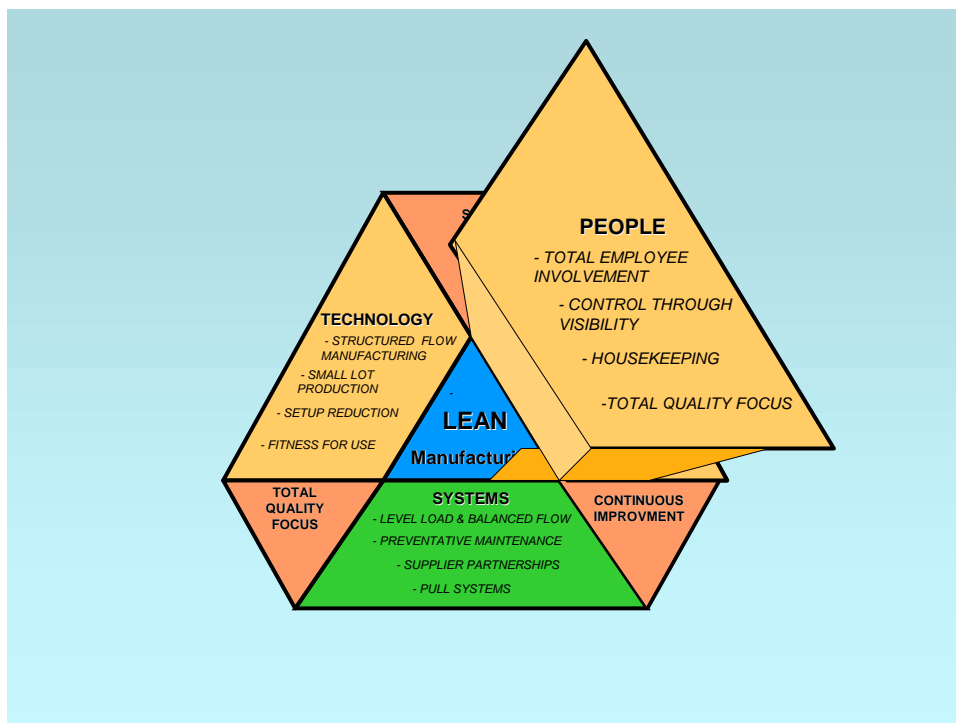 PEOPLE
- TOTAL EMPLOYEE
INVOLVEMENT
- CONTROL THROUGH
VISIBILITY
- HOUSEKEEPING
-TOTAL QUALITY FOCUS
TECHNOLOGY
- STRUCTURED FLOW
MANUFACTURING
- SMALL LOT
PRODUCTION
- SETUP REDUCTION
- FITNESS FOR USE
-
LEAN
Manufacturi
TOTAL
QUALITY
FOCUS
SYSTEMS
- LEVEL LOAD & BALANCED FLOW
- PREVENTATIVE MAINTENANCE
- SUPPLIER PARTNERSHIPS
- PULL SYSTEMS
CONTINUOUS
IMPROVMENT